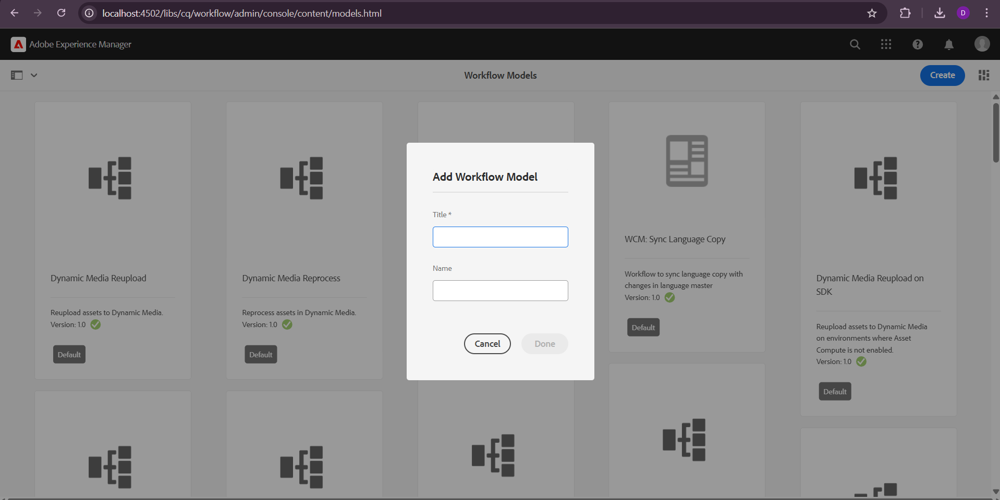 localhost:4502/libs/cq/workflow/admin/console/content/models.html
D
Adobe Experience Manager
Workflow Models
Create
Add Workflow Model
Title *
Name
Cancel
Done
Dynamic Media Reupload
Reupload assets to Dynamic Media.
Version: 1.0
Default
Dynamic Media Reprocess
Reprocess assets in Dynamic Media.
Version: 1.0
Default
WCM: Sync Language Copy
Workflow to sync language copy with
changes in language master
Version: 1.0
Default
Dynamic Media Reupload on
SDK
Reupload assets to Dynamic Media
on environments where Asset
Compute is not enabled.
Version: 1.0
Default